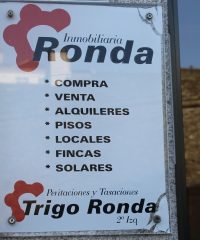 Inmobiliaria
Ronda
* COMPRA
* VENTA
* ALQUILERES
* PISOS
* LOCALES
* FINCAS
* SOLARES
Peritaciones y Tasaciones
Trigo Ronda
2º Izq